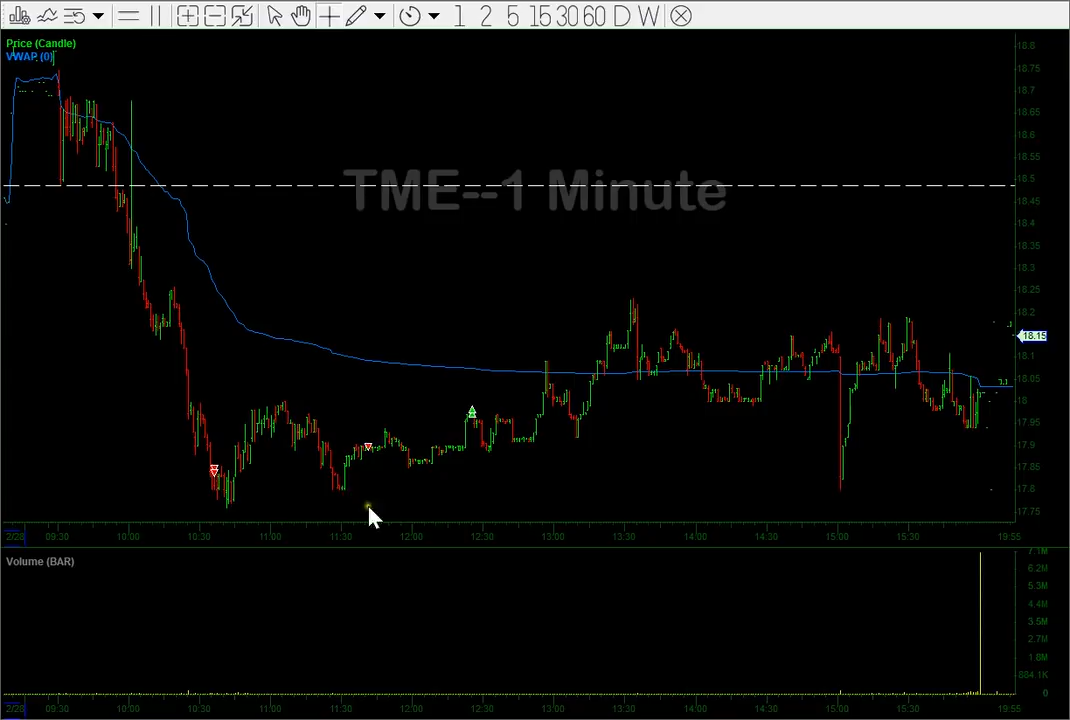 1 2 5 15 30 60 D W
Price (Candle)
VWAP (0)
TME--1 Minute
18.8
18.75
18.7
18.65
18.6
18.55
18.5
18.45
18.4
18.35
18.3
18.25
18.2
18.15
18.1
18.05
18
17.95
17.9
17.85
17.8
17.75
2/28 09:30 10:00 10:30 11:00 11:30 12:00 12:30 13:00 13:30 14:00 14:30 15:00 15:30 19:55
Volume (BAR)
7.1M
6.2M
5.3M
4.4M
3.5M
2.7M
1.8M
884.1K
0
2/28 09:30 10:00 10:30 11:00 11:30 12:00 12:30 13:00 13:30 14:00 14:30 15:00 15:30 19:55